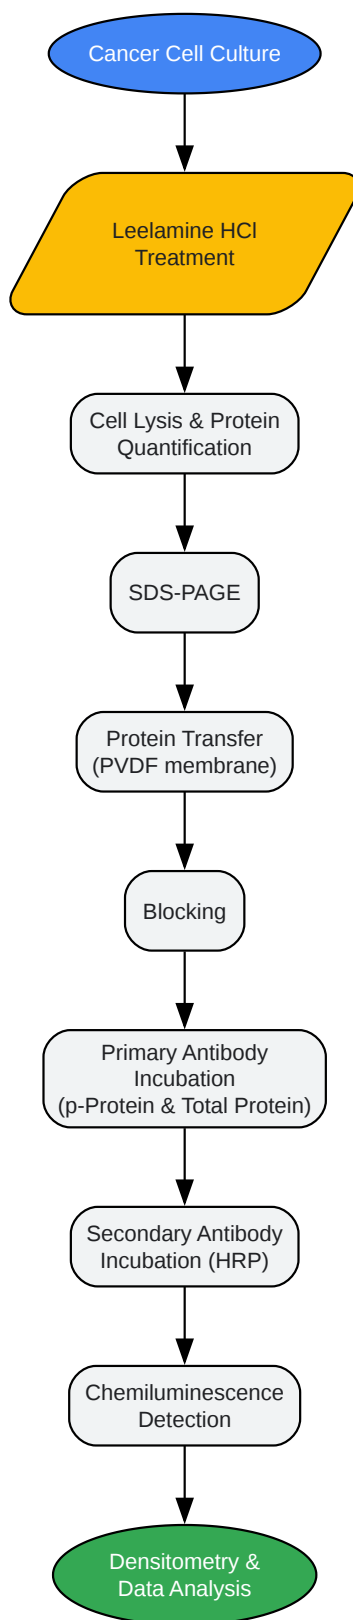 Cancer Cell Culture
Leelamine HCl
Treatment
Cell Lysis & Protein
Quantification
SDS-PAGE
Protein Transfer
(PVDF membrane)
Blocking
Primary Antibody
Incubation
(p-Protein & Total Protein)
Secondary Antibody
Incubation (HRP)
Chemiluminescence
Detection
Densitometry &
Data Analysis